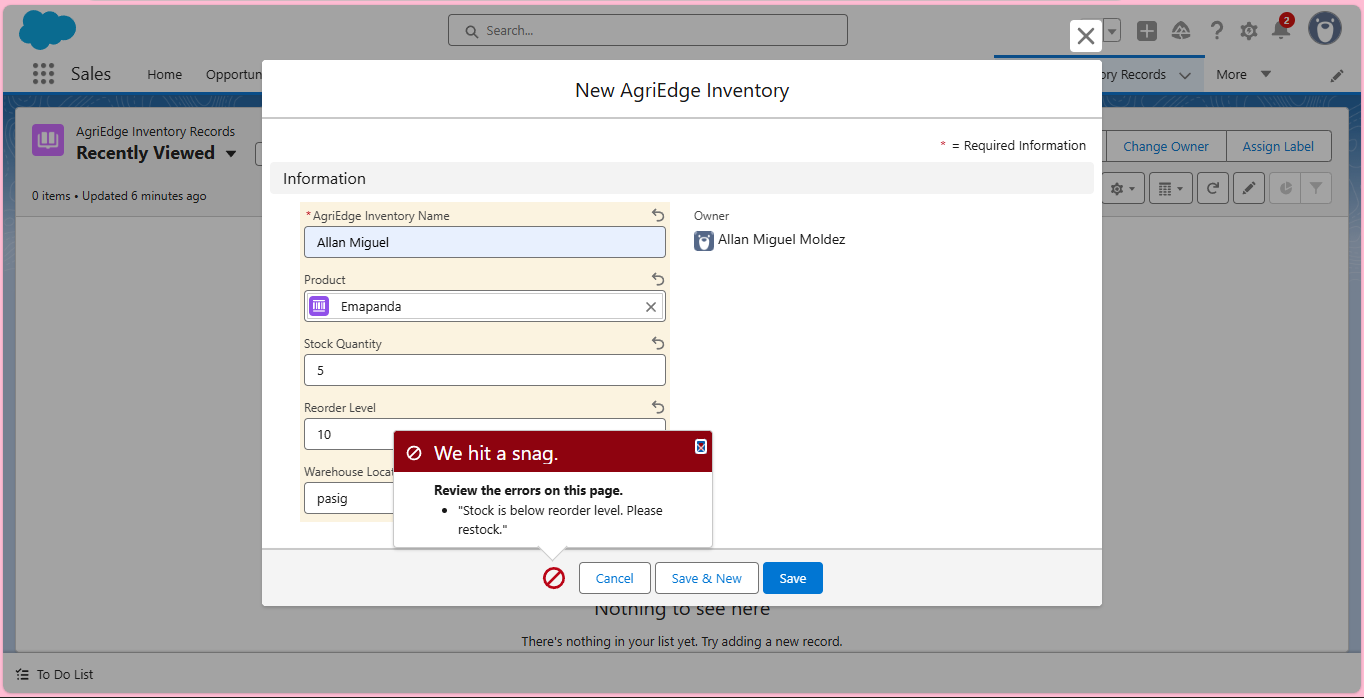 Search...
2
Sales
Home
Opportun
ory Records
More
AgriEdge Inventory Records
Recently Viewed
0 items • Updated 6 minutes ago
Change Owner
Assign Label
New AgriEdge Inventory
* = Required Information
Information
*AgriEdge Inventory Name
Allan Miguel
Owner
Allan Miguel Moldez
Product
Emapanda
Stock Quantity
5
Reorder Level
10
Warehouse Locat
pasig
We hit a snag.
Review the errors on this page.
• "Stock is below reorder level. Please
restock."
Cancel
Save & New
Save
Nothing to see here
There's nothing in your list yet. Try adding a new record.
To Do List